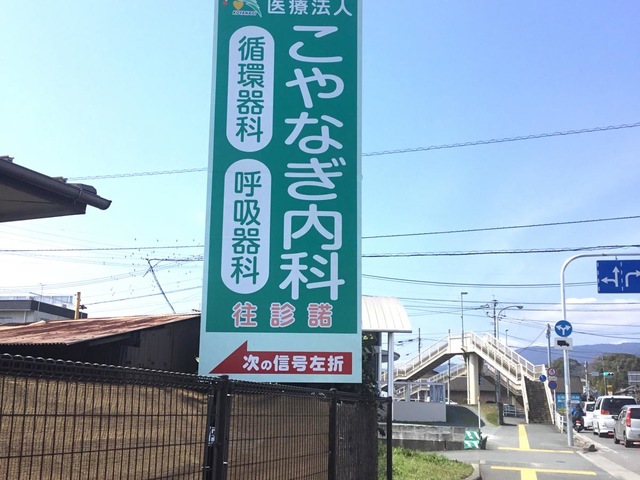 医療法人
こやなぎ内科
循環器科
呼吸器科
往診諾
次の信号左折